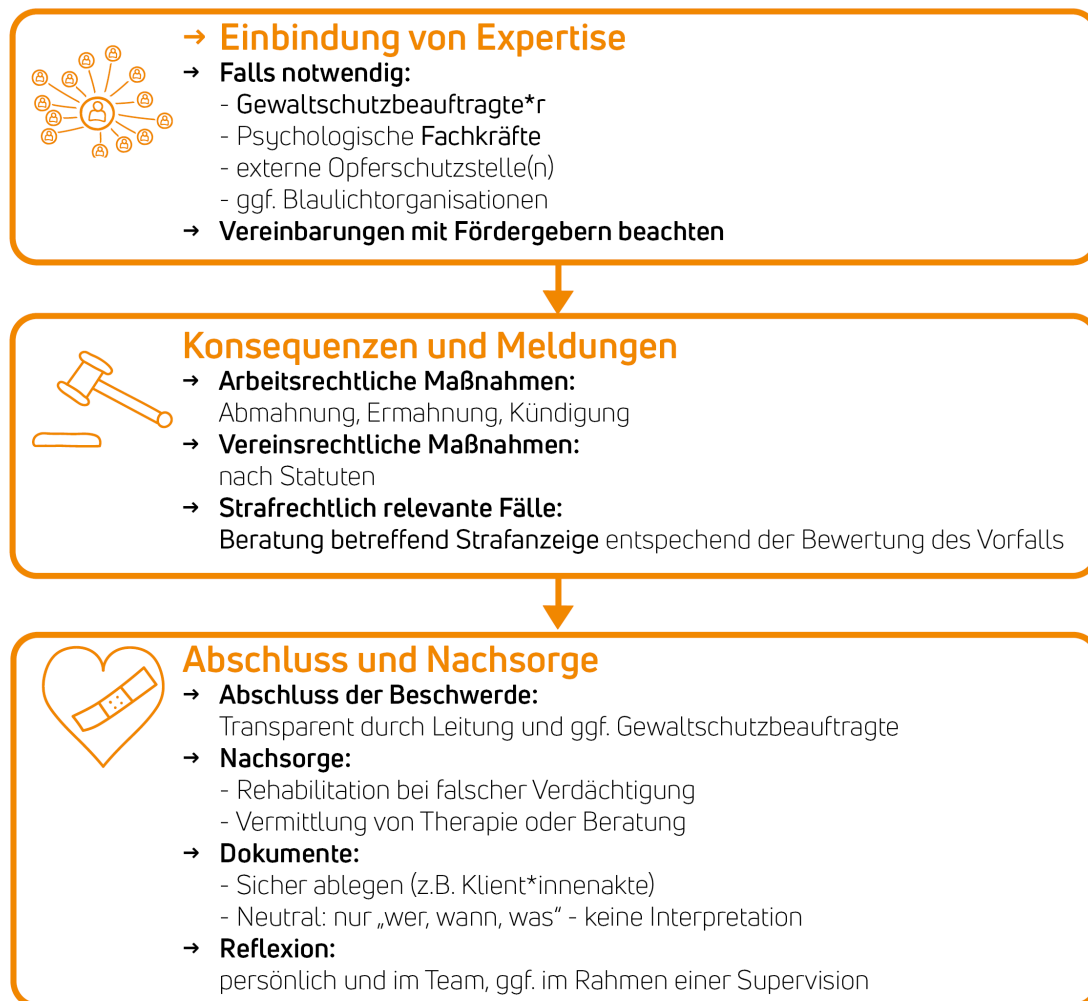 → Einbindung von Expertise
→ Falls notwendig:
- Gewaltschutzbeauftragte*r
- Psychologische Fachkräfte
- externe Opferschutzstelle(n)
- ggf. Blaulichtorganisationen
→ Vereinbarungen mit Fördergebern beachten
Konsequenzen und Meldungen
→ Arbeitsrechtliche Maßnahmen:
Abmahnung, Ermahnung, Kündigung
→ Vereinsrechtliche Maßnahmen:
nach Statuten
→ Strafrechtlich relevante Fälle:
Beratung betreffend Strafanzeige entspechend der Bewertung des Vorfalls
Abschluss und Nachsorge
→ Abschluss der Beschwerde:
Transparent durch Leitung und ggf. Gewaltschutzbeauftragte
→ Nachsorge:
- Rehabilitation bei falscher Verdächtigung
- Vermittlung von Therapie oder Beratung
→ Dokumente:
- Sicher ablegen (z.B. Klient*innenakte)
- Neutral: nur „wer, wann, was“ - keine Interpretation
→ Reflexion:
persönlich und im Team, ggf. im Rahmen einer Supervision